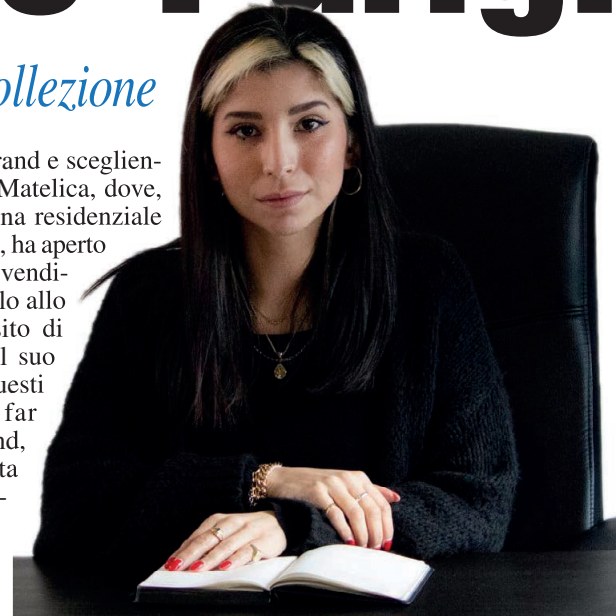 ollezione
rand e sceglien-
Matelica, dove,
na residenziale
, ha aperto
vendi-
lo allo
ito di
l suo
uesti
far
nd,
ta
-